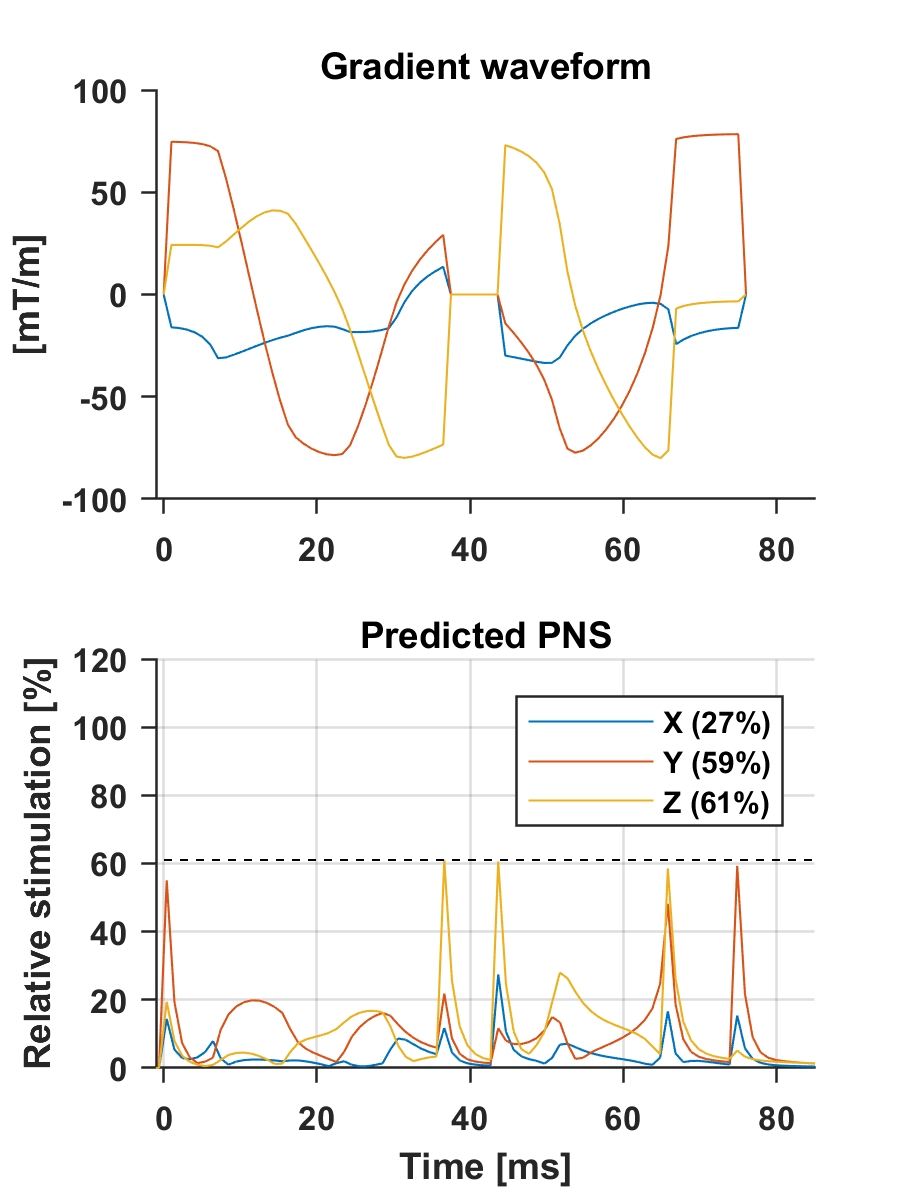 Gradient waveform
[mT/m]
100
50
0
-50
-100
0 20 40 60 80
Predicted PNS
Relative stimulation [%]
120
100
80
60
40
20
0
X (27%)
Y (59%)
Z (61%)
0 20 40 60 80
Time [ms]